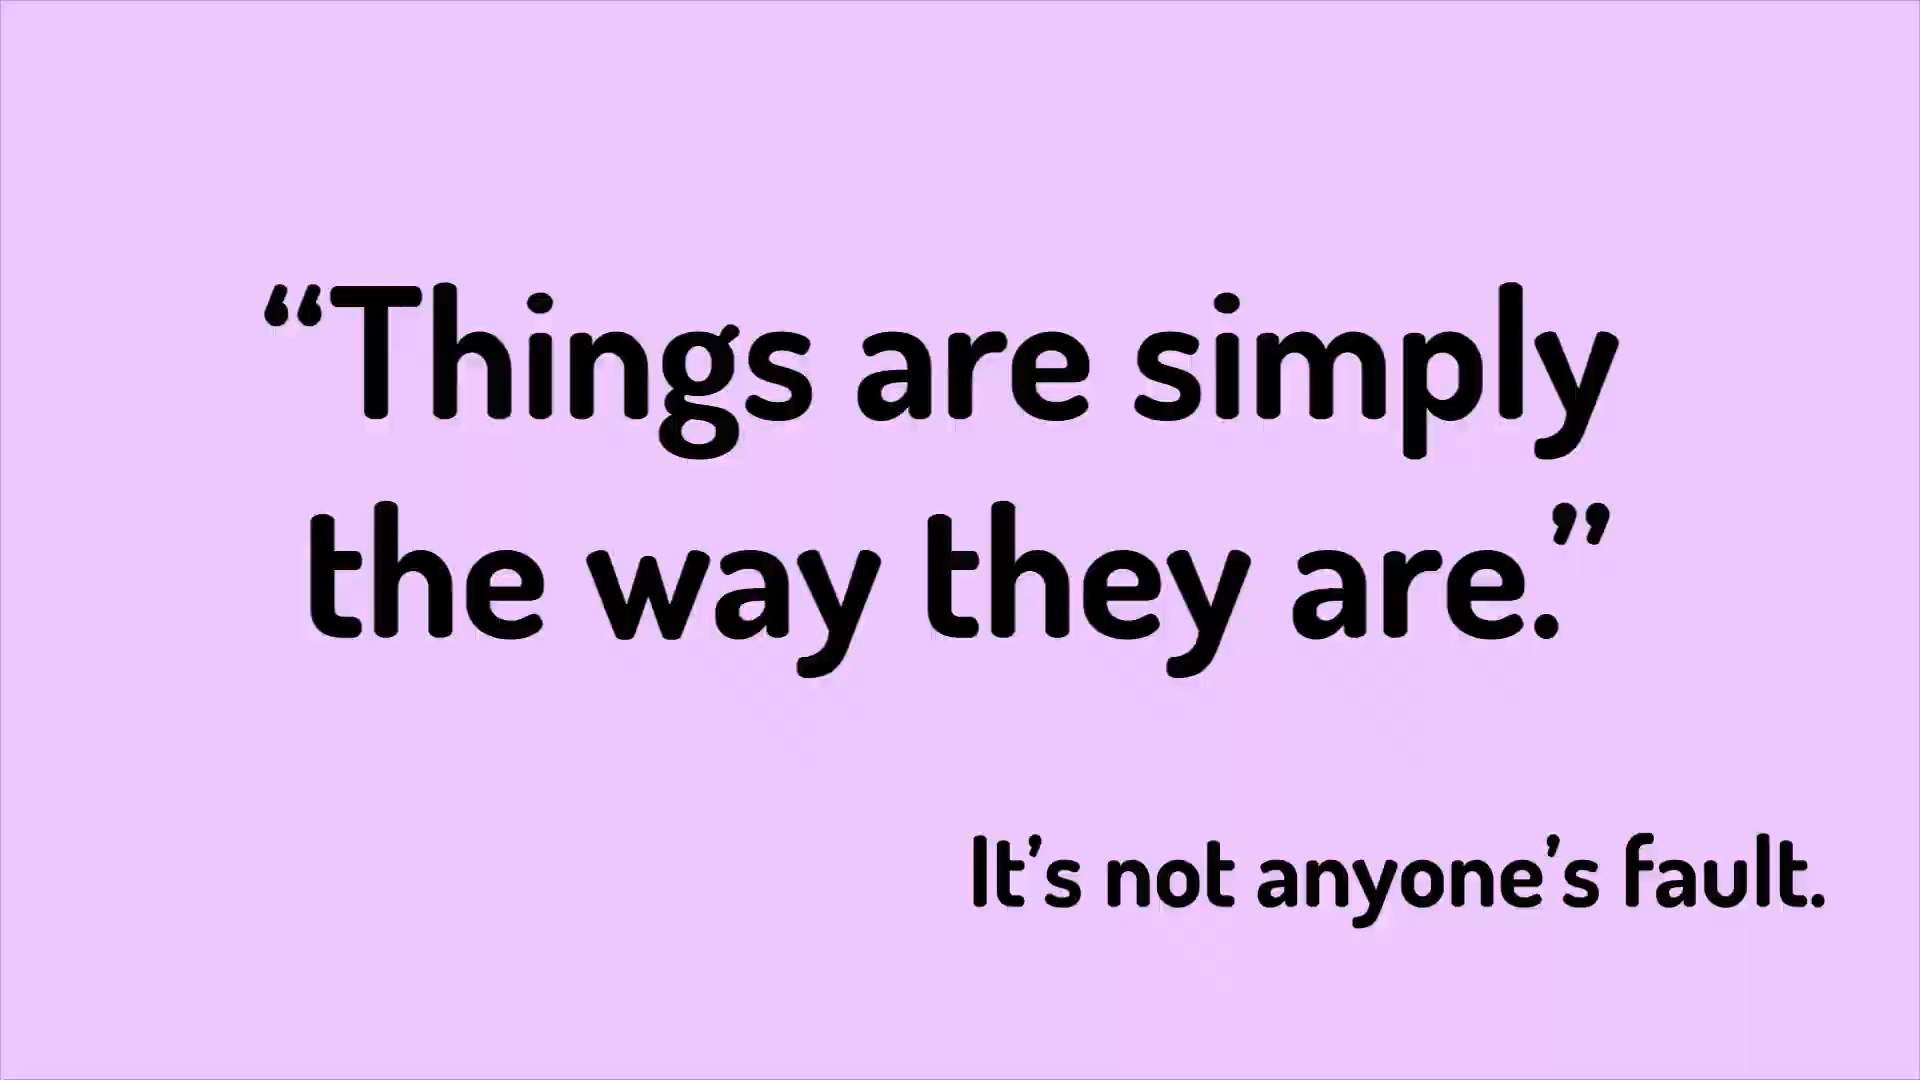 “Things are simply
the way they are.”
It’s not anyone’s fault.